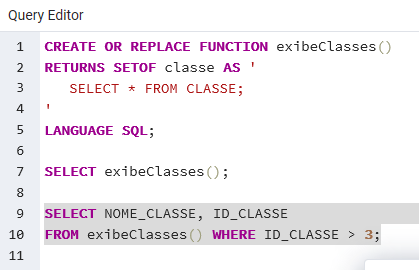 Query Editor
1 CREATE OR REPLACE FUNCTION exibeClasses()
2 RETURNS SETOF classe AS '
3 SELECT * FROM CLASSE;
4 '
5 LANGUAGE SQL;
6
7 SELECT exibeClasses();
8
9 SELECT NOME_CLASSE, ID_CLASSE
10 FROM exibeClasses() WHERE ID_CLASSE > 3;
11